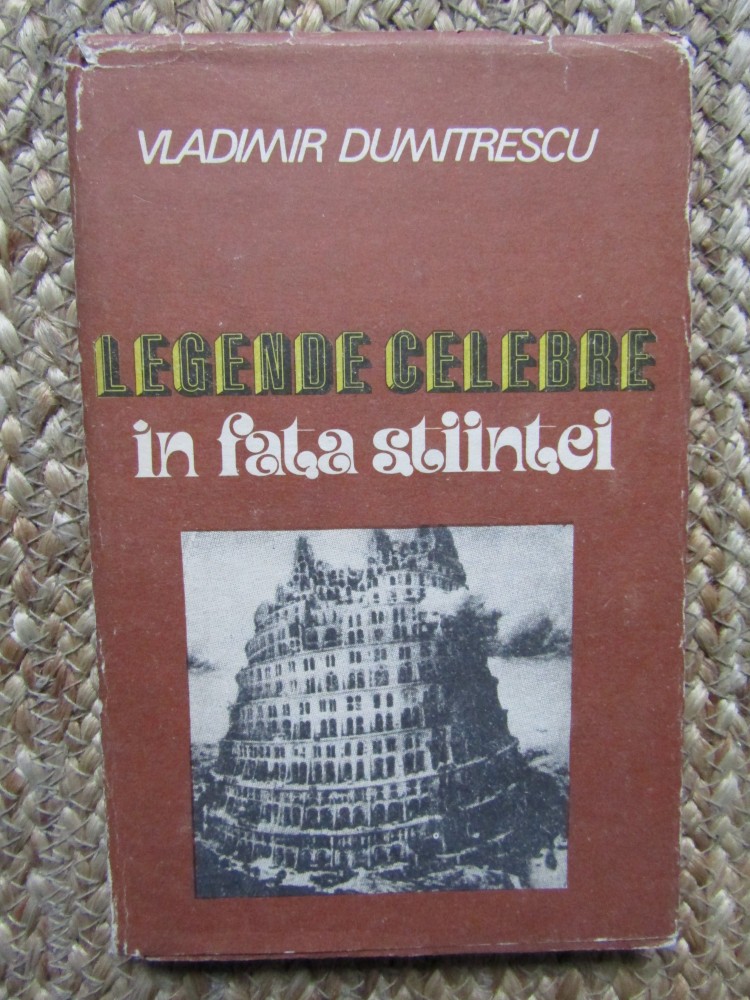 VLADIMIR DUMITRESCU
LEGENDE CELEBRE
in fata stiintei